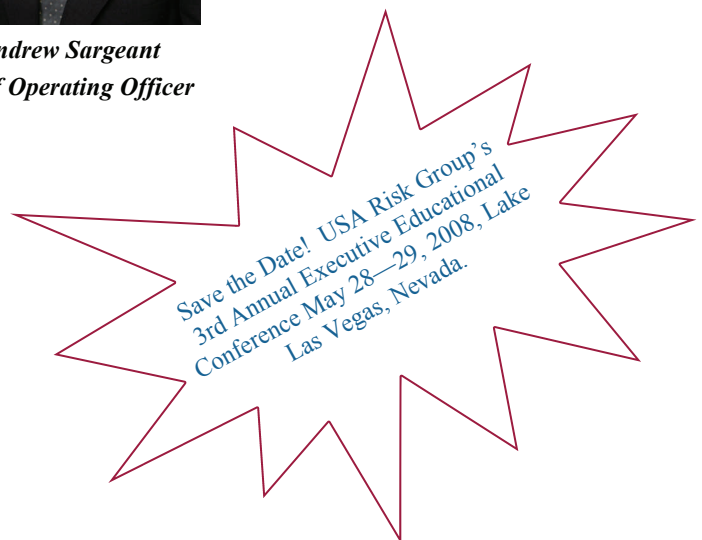 ndrew Sargeant
f Operating Officer
Save the Date!  USA Risk Group’s
3rd Annual Executive Educational
Conference May 28—29, 2008, Lake
Las Vegas, Nevada.